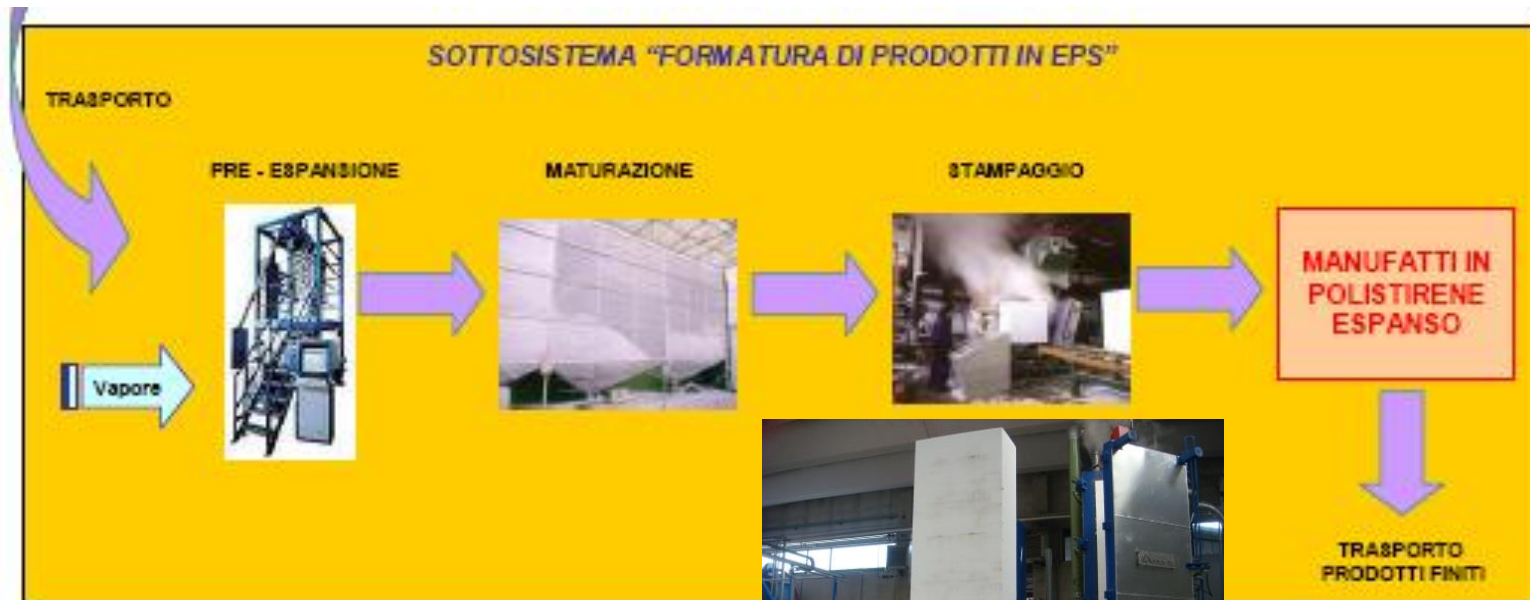 SOTTOSISTEMA “FORMATURA DI PRODOTTI IN EPS”
TRASPORTO
PRE - ESPANSIONE
MATURAZIONE
STAMPAGGIO
Vapore
MANUFATTI IN
POLISTIRENE
ESPANSO
TRASPORTO
PRODOTTI FINITI